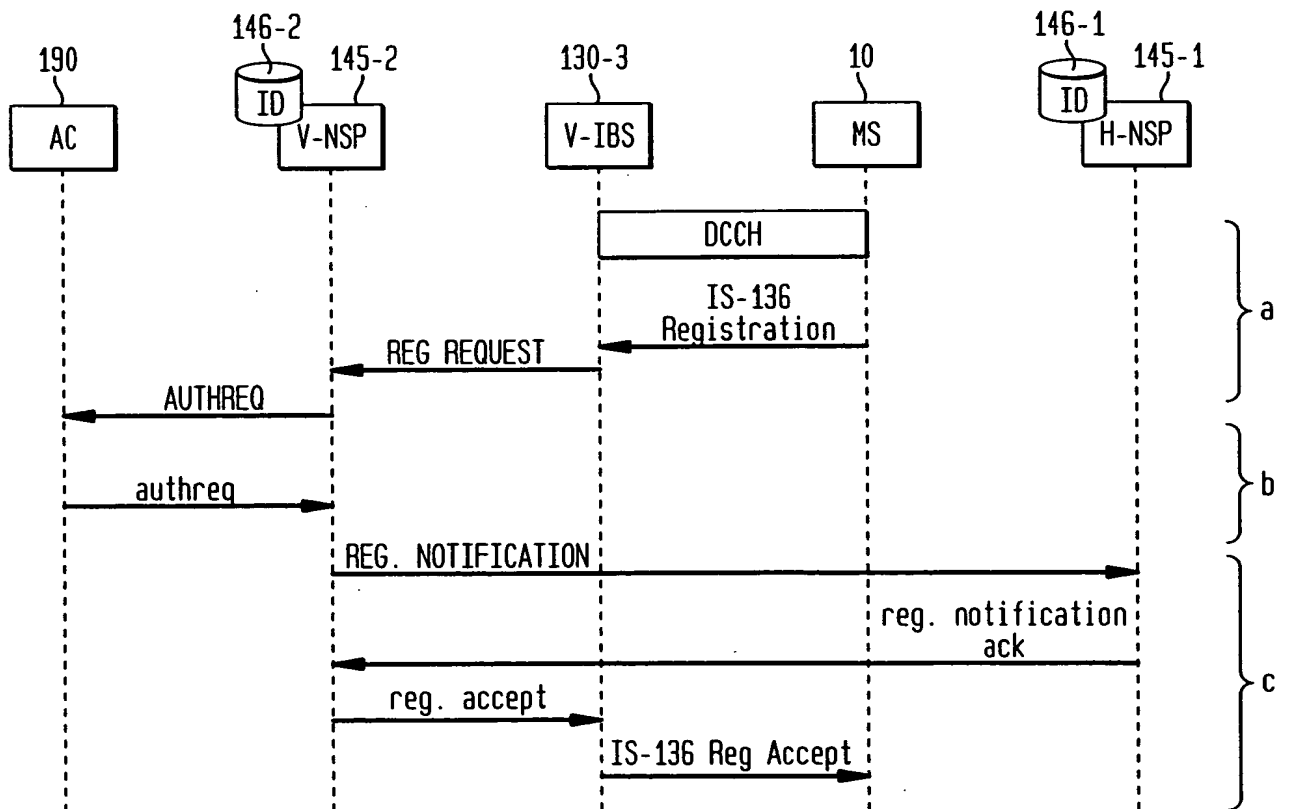 146-2
146-1
190
145-2
130-3
10
145-1
ID
ID
AC
V-NSP
V-IBS
MS
H-NSP
DCCH
IS-136
Registration
a
REG REQUEST
AUTHREQ
authreq
b
REG. NOTIFICATION
reg. notification
ack
c
reg. accept
IS-136 Reg Accept